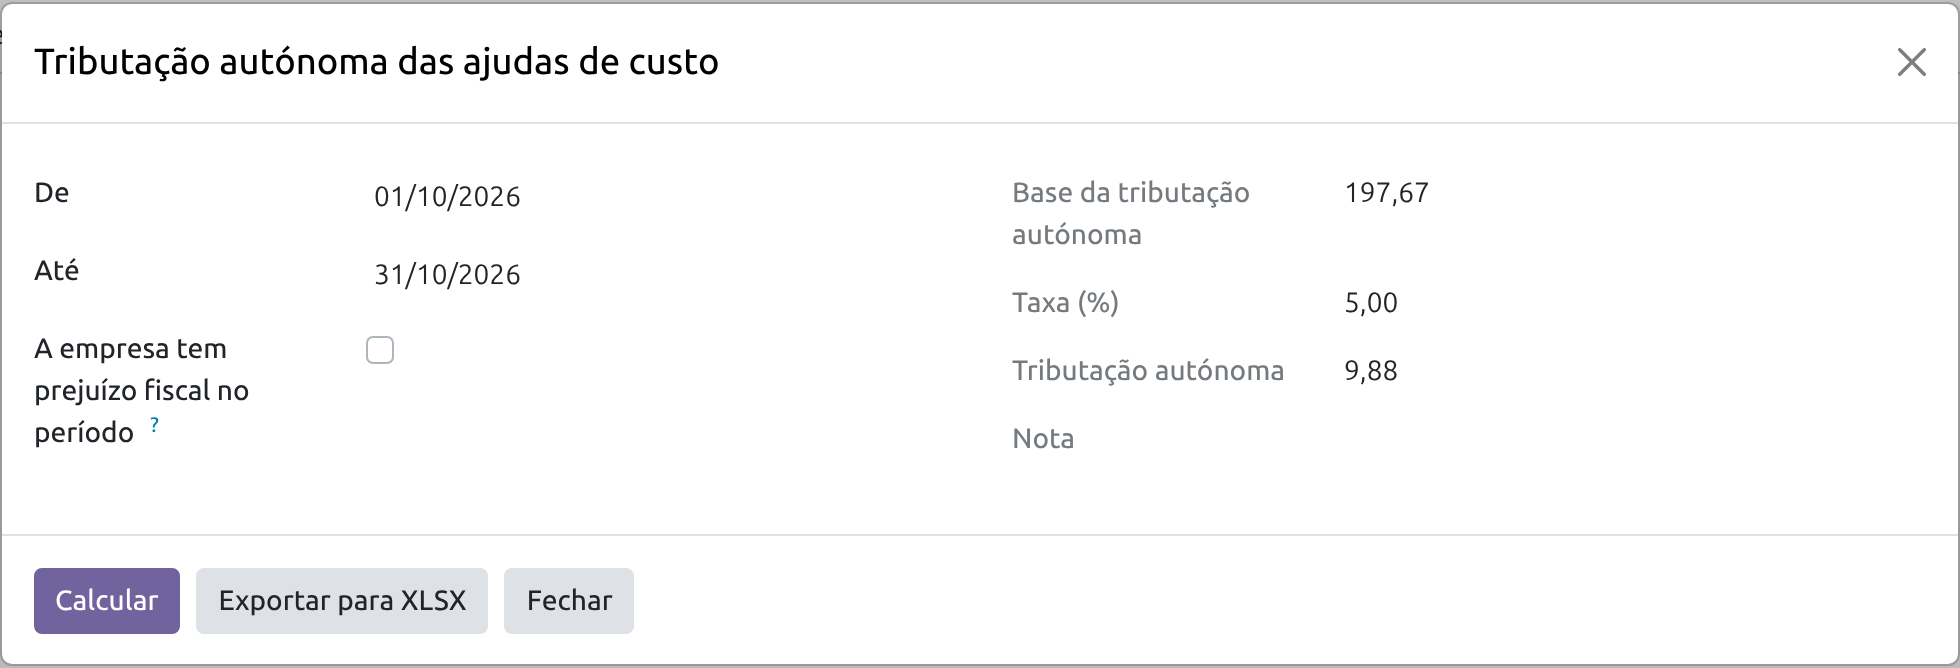 Tributação autónoma das ajudas de custo
De
01/10/2026
Até
31/10/2026
A empresa tem
prejuízo fiscal no
período ?
Base da tributação
autónoma
197,67
Taxa (%)
5,00
Tributação autónoma
9,88
Nota
Calcular
Exportar para XLSX
Fechar